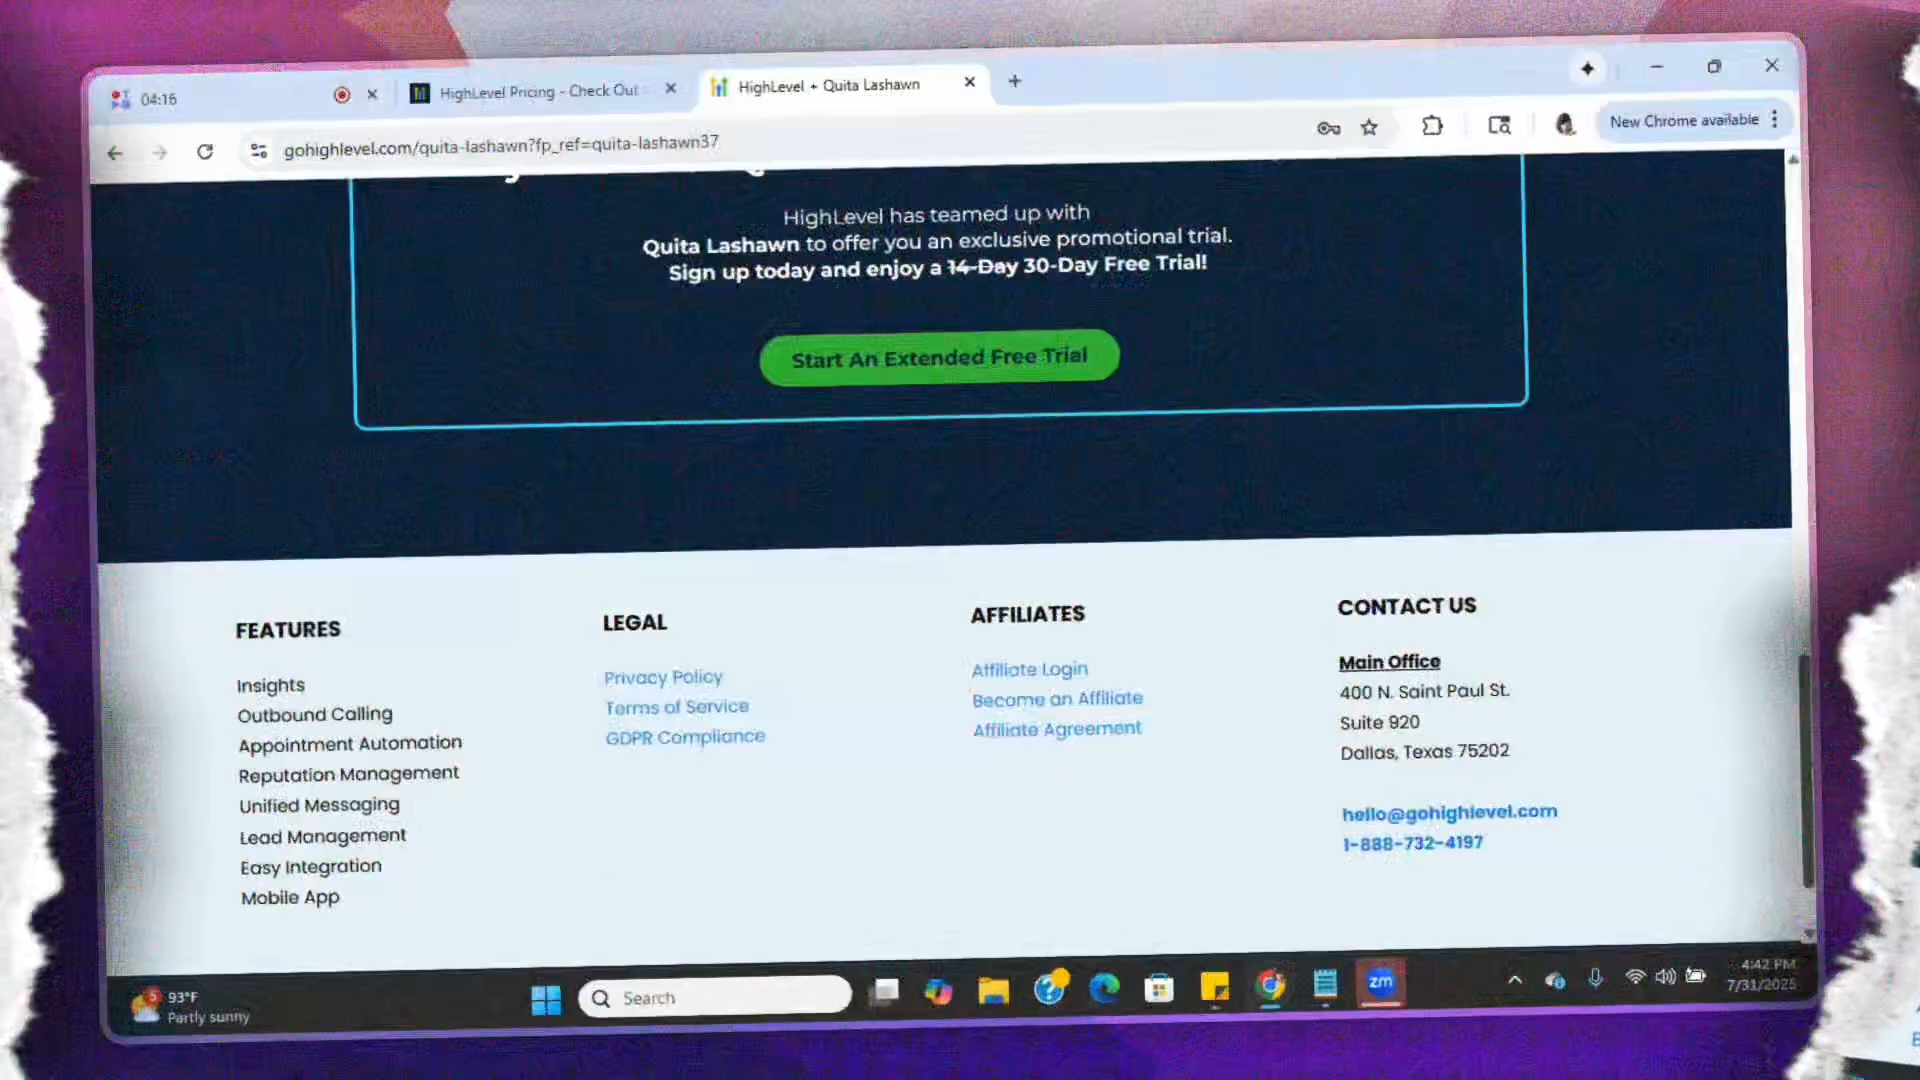 04:16
HighLevel Pricing - Check Out
HighLevel + Quita Lashawn
gohighlevel.com/quita-lashawn?fp_ref=quita-lashawn37
New Chrome available
HighLevel has teamed up with
Quita Lashawn to offer you an exclusive promotional trial.
Sign up today and enjoy a 14-Day 30-Day Free Trial!
Start An Extended Free Trial
FEATURES
Insights
Outbound Calling
Appointment Automation
Reputation Management
Unified Messaging
Lead Management
Easy Integration
Mobile App
LEGAL
Privacy Policy
Terms of Service
GDPR Compliance
AFFILIATES
Affiliate Login
Become an Affiliate
Affiliate Agreement
CONTACT US
Main Office
400 N. Saint Paul St.
Suite 920
Dallas, Texas 75202
hello@gohighlevel.com
1-888-732-4197
5
93°F
Partly sunny
Search
zm
4:42 PM
7/31/2025